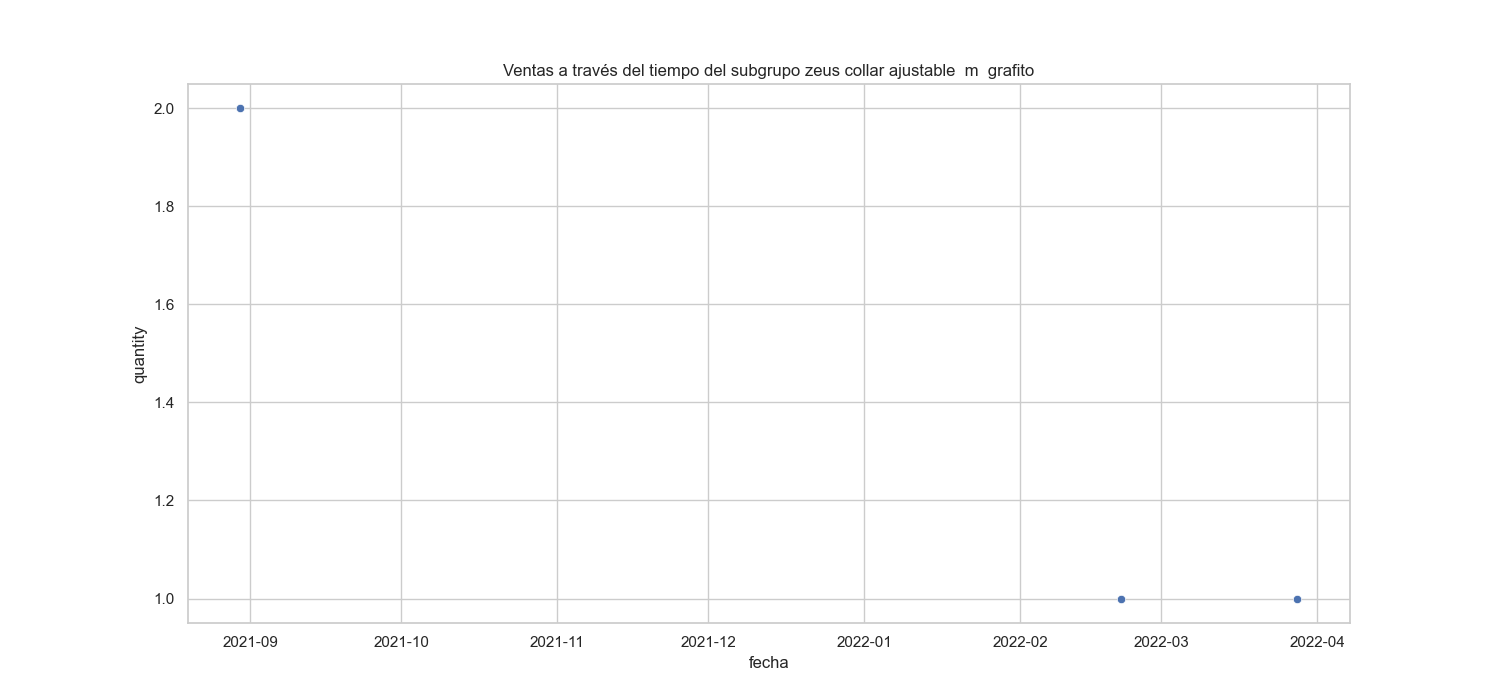 Ventas a través del tiempo del subgrupo zeus collar ajustable  m  grafito
2.0
1.8
1.6
1.4
1.2
1.0
quantity
2021-09 2021-10 2021-11 2021-12 2022-01 2022-02 2022-03 2022-04
fecha